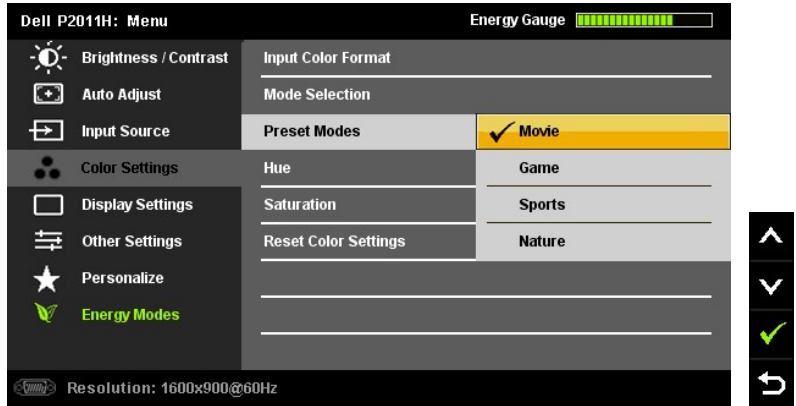 Dell P2011H: Menu
Energy Gauge
Brightness / Contrast
Auto Adjust
Input Source
Color Settings
Display Settings
Other Settings
Personalize
Energy Modes
Input Color Format
Mode Selection
Preset Modes
Hue
Saturation
Reset Color Settings
Movie
Game
Sports
Nature
Resolution: 1600x900@60Hz